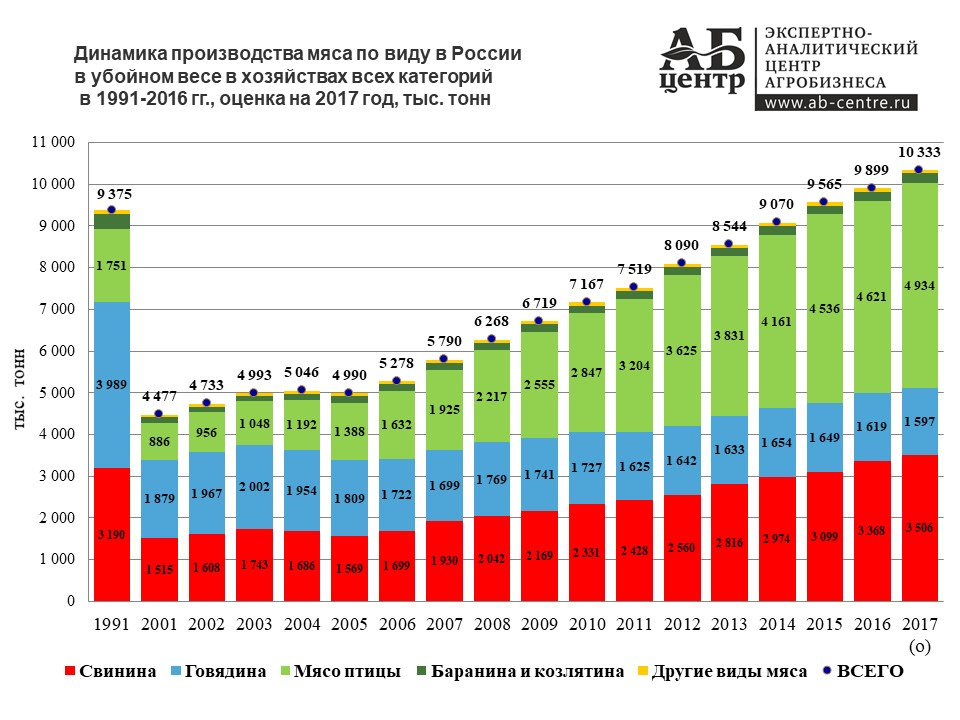 Динамика производства мяса по виду в России
в убойном весе в хозяйствах всех категорий
в 1991-2016 гг., оценка на 2017 год, тыс. тонн
АБ
центр
ЭКСПЕРТНО-
АНАЛИТИЧЕСКИЙ
ЦЕНТР
АГРОБИЗНЕСА
www.ab-centre.ru
тыс. тонн
11 000
10 000
9 000
8 000
7 000
6 000
5 000
4 000
3 000
2 000
1 000
0
9 375 4 477 4 733 4 993 5 046 4 990 5 278 5 790 6 268 6 719 7 167 7 519 8 090 8 544 9 070 9 565 9 899 10 333
1 751 886 956 1 048 1 192 1 388 1 632 1 925 2 217 2 555 2 847 3 204 3 625 3 831 4 161 4 536 4 621 4 934
3 989 1 879 1 967 2 002 1 954 1 809 1 722 1 699 1 769 1 741 1 727 1 625 1 642 1 633 1 654 1 649 1 619 1 597
3 190 1 515 1 608 1 743 1 686 1 569 1 699 1 930 2 042 2 169 2 331 2 428 2 560 2 816 2 974 3 099 3 368 3 506
1991 2001 2002 2003 2004 2005 2006 2007 2008 2009 2010 2011 2012 2013 2014 2015 2016 2017
(о)
Свинина Говядина Мясо птицы Баранина и козлятина Другие виды мяса ВСЕГО